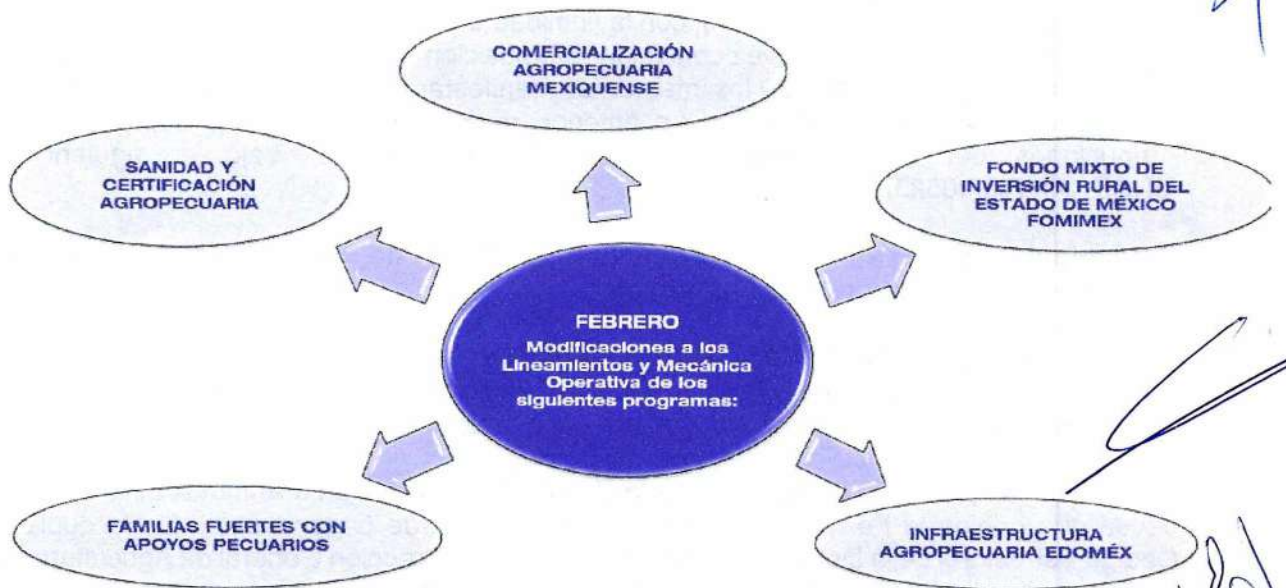 COMERCIALIZACIÓN
AGROPECUARIA
MEXIQUENSE
SANIDAD Y
CERTIFICACIÓN
AGROPECUARIA
FONDO MIXTO DE
INVERSIÓN RURAL DEL
ESTADO DE MÉXICO
FOMIMEX
FEBRERO
Modificaciones a los
Lineamientos y Mecánica
Operativa de los
siguientes programas:
FAMILIAS FUERTES CON
APOYOS PECUARIOS
INFRAESTRUCTURA
AGROPECUARIA EDOMÉX